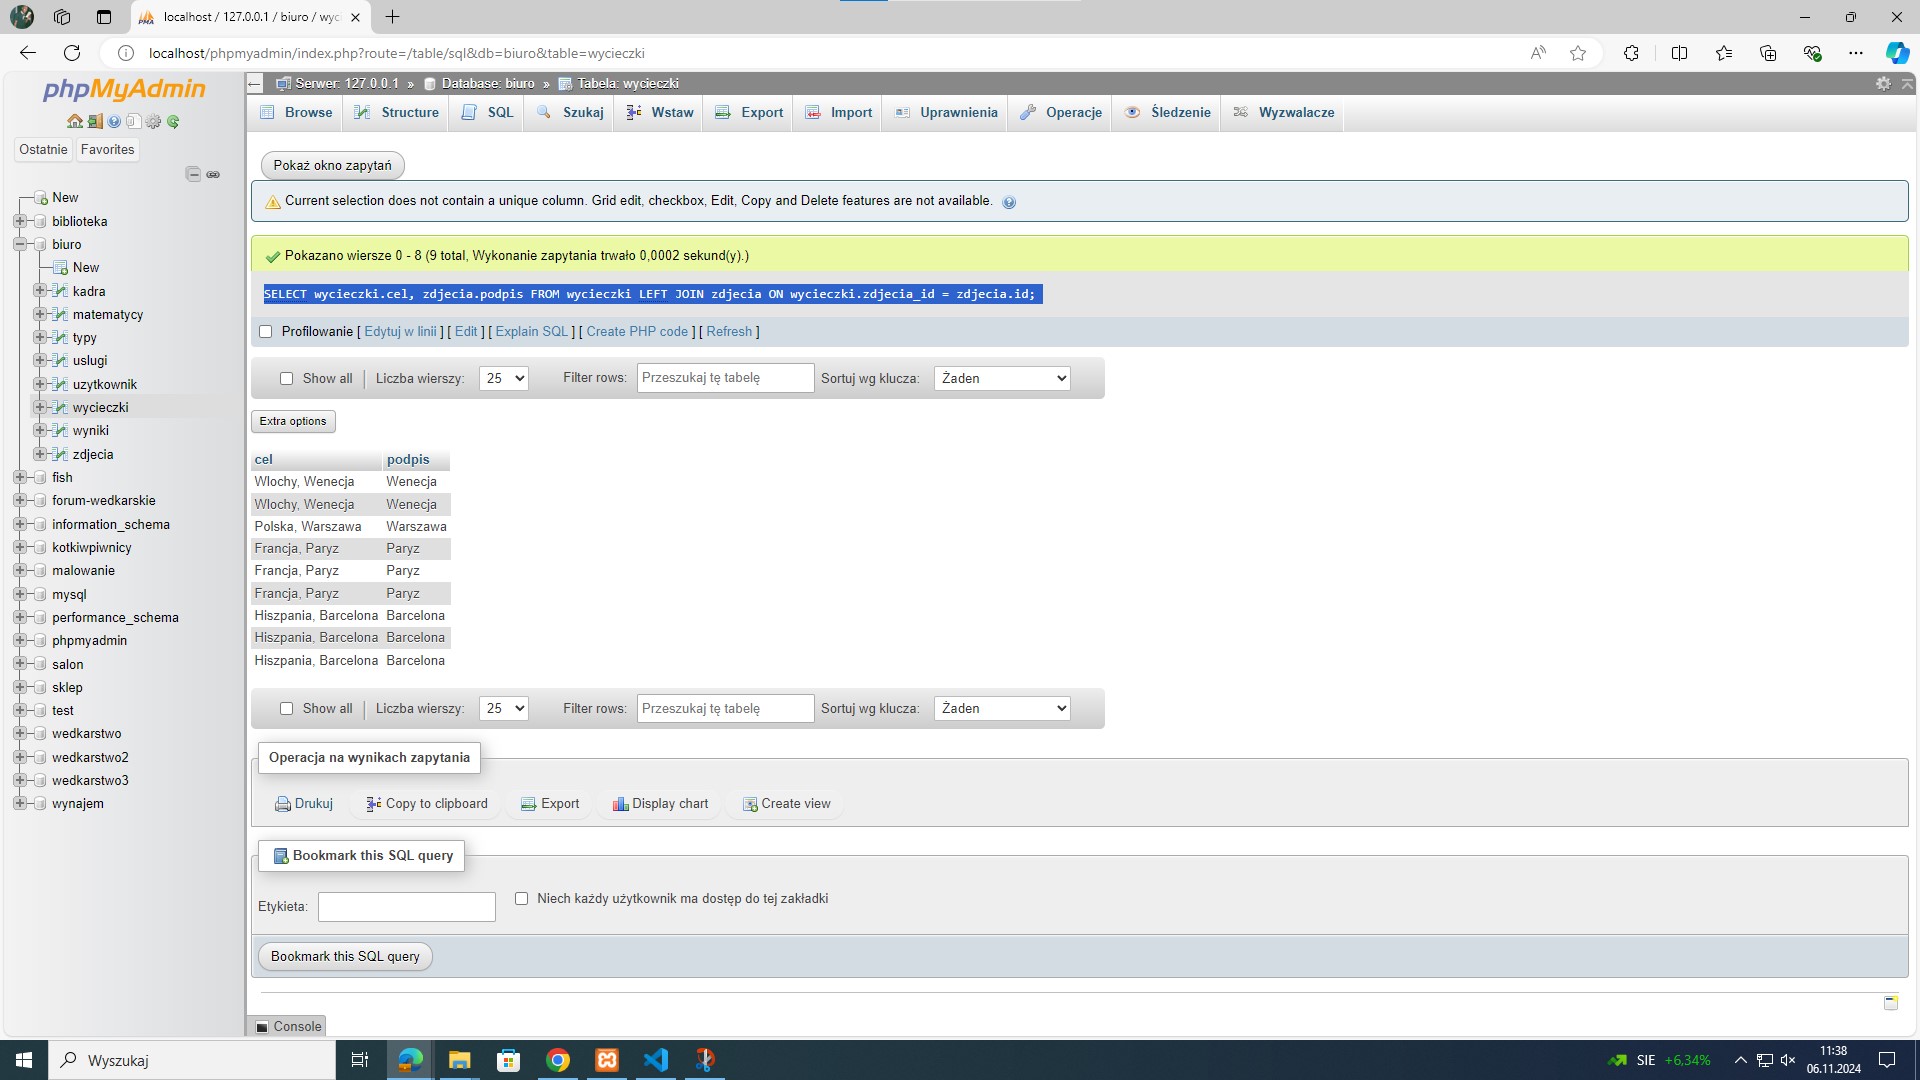 localhost / 127.0.0.1 / biuro / wyci
localhost/phpmyadmin/index.php?route=/table/sql&db=biuro&table=wycieczki
phpMyAdmin
Ostatnie Favorites
New
biblioteka
biuro
New
kadra
matematycy
typy
uslugi
uzytkownik
wycieczki
wyniki
zdjecia
fish
forum-wedkarskie
information_schema
kotkiwpiwnicy
malowanie
mysql
performance_schema
phpmyadmin
salon
sklep
test
wedkarstwo
wedkarstwo2
wedkarstwo3
wynajem
Serwer: 127.0.0.1 » Database: biuro » Tabela: wycieczki
Browse Structure SQL Szukaj Wstaw Export Import Uprawnienia Operacje Śledzenie Wyzwalacze
Pokaż okno zapytań
Current selection does not contain a unique column. Grid edit, checkbox, Edit, Copy and Delete features are not available.
Pokazano wiersze 0 - 8 (9 total, Wykonanie zapytania trwało 0,0002 sekund(y).)
SELECT wycieczki.cel, zdjecia.podpis FROM wycieczki LEFT JOIN zdjecia ON wycieczki.zdjecia_id = zdjecia.id;
Profilowanie [ Edytuj w linii ] [ Edit ] [ Explain SQL ] [ Create PHP code ] [ Refresh ]
Show all | Liczba wierszy: 25 Filter rows: Przeszukaj tę tabelę Sortuj wg klucza: Żaden
Extra options
cel podpis
Wlochy, Wenecja Wenecja
Wlochy, Wenecja Wenecja
Polska, Warszawa Warszawa
Francja, Paryz Paryz
Francja, Paryz Paryz
Francja, Paryz Paryz
Hiszpania, Barcelona Barcelona
Hiszpania, Barcelona Barcelona
Hiszpania, Barcelona Barcelona
Show all | Liczba wierszy: 25 Filter rows: Przeszukaj tę tabelę Sortuj wg klucza: Żaden
Operacja na wynikach zapytania
Drukuj Copy to clipboard Export Display chart Create view
Bookmark this SQL query
Etykieta: Niech każdy użytkownik ma dostęp do tej zakładki
Bookmark this SQL query
Console
Wyszukaj
SIE +6,34%
11:38
06.11.2024